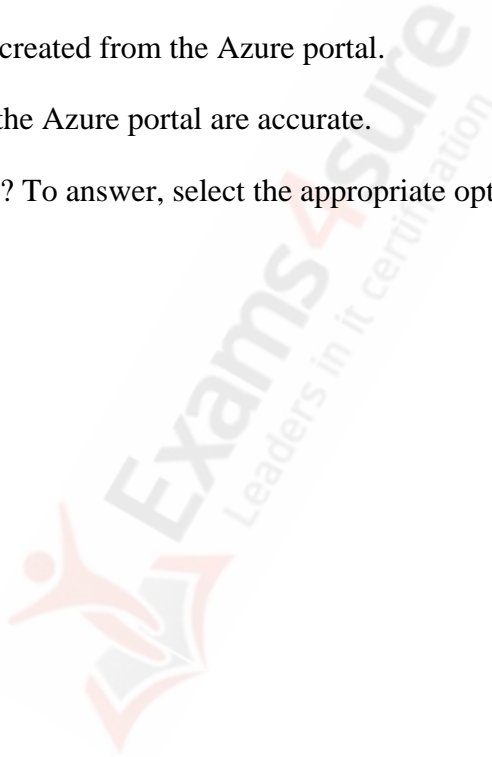 created from the Azure portal.
the Azure portal are accurate.
? To answer, select the appropriate opt
Exams4sure
Leaders in it certification